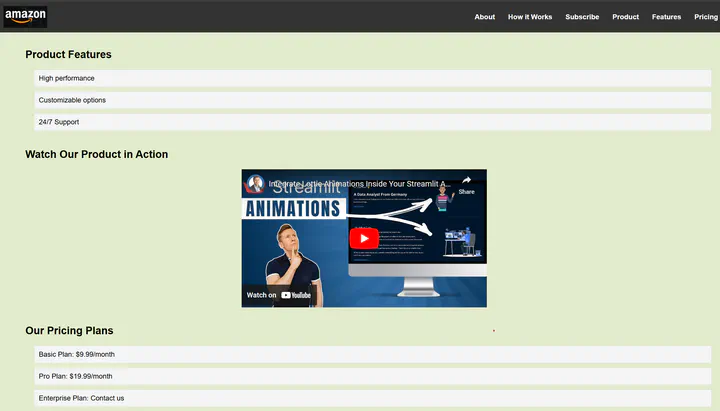 amazon
About
How it Works
Subscribe
Product
Features
Pricing
Product Features
High performance
Customizable options
24/7 Support
Watch Our Product in Action
Integrate Lottie Animations Inside Your Streamlit A
Share
Streamlit
ANIMATIONS
A Data Analyst From Germany
Watch on YouTube
Our Pricing Plans
Basic Plan: $9.99/month
Pro Plan: $19.99/month
Enterprise Plan: Contact us